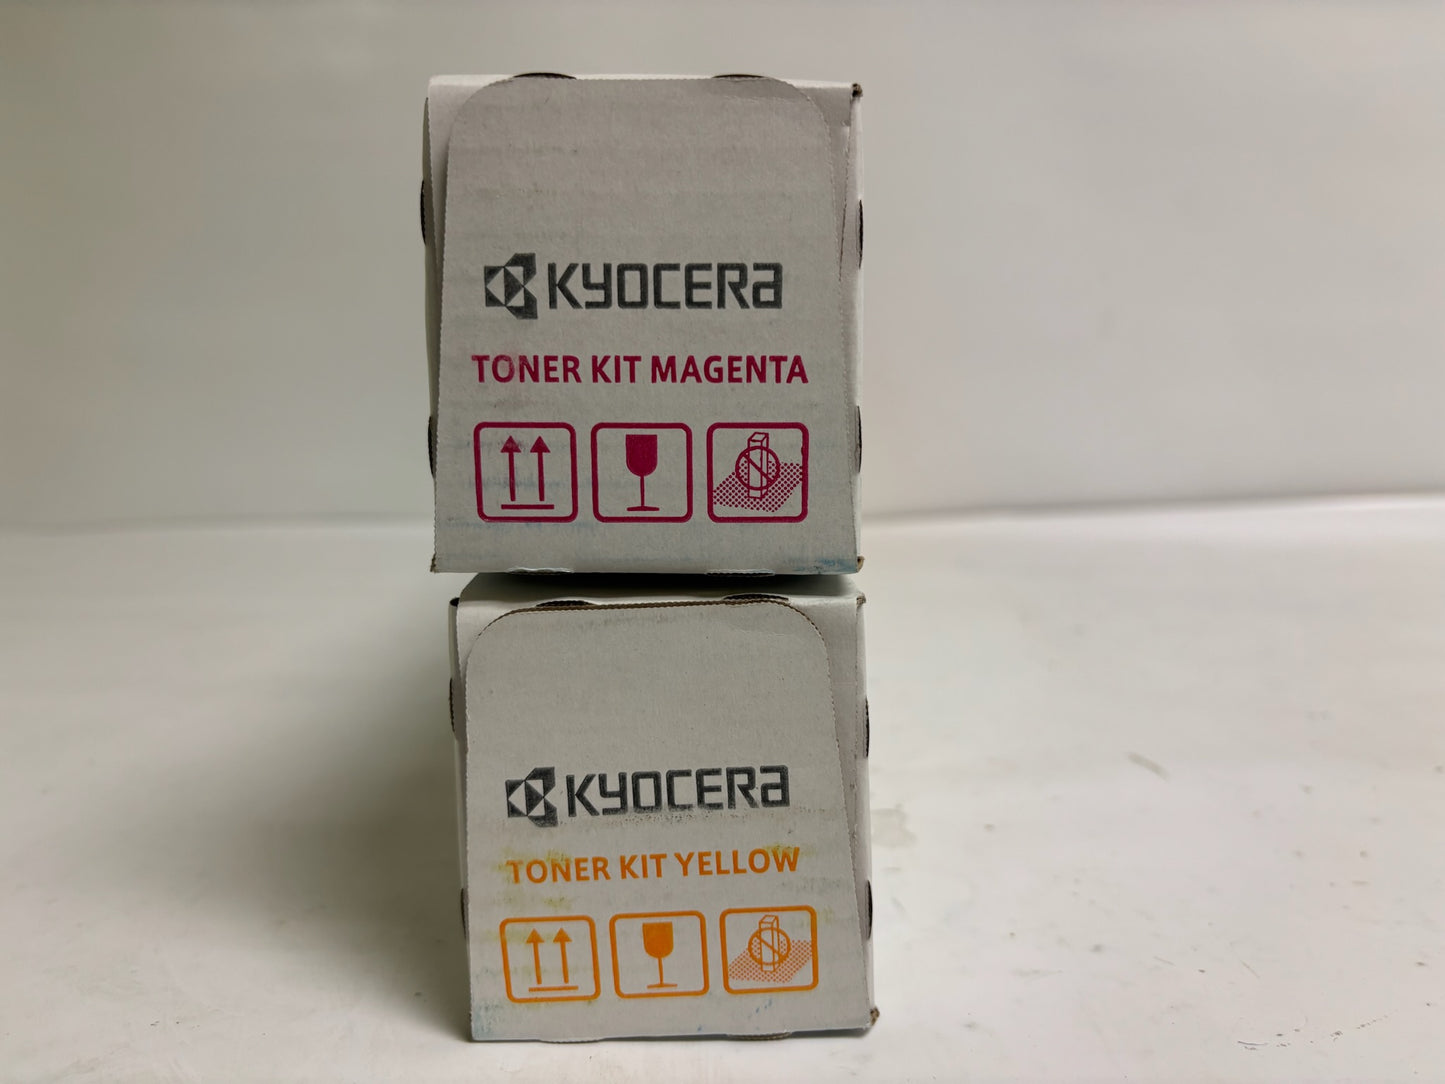 KYOCERA
TONER KIT MAGENTA
KYOCERA
TONER KIT YELLOW